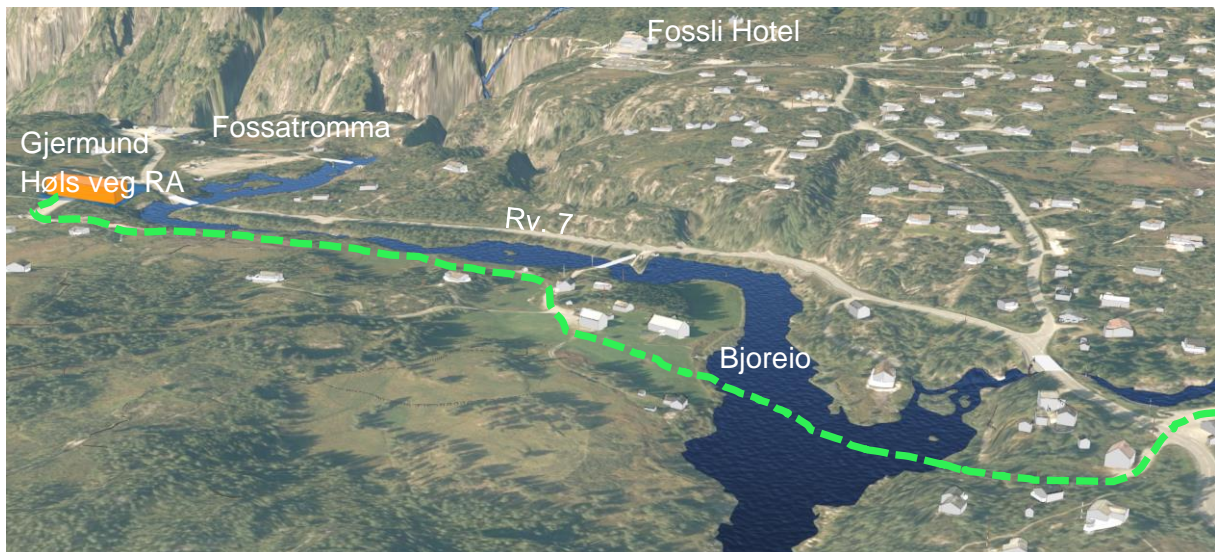 Fossli Hotel
Fossatromma
Gjermund
Høls veg RA
Rv. 7
Bjoreio